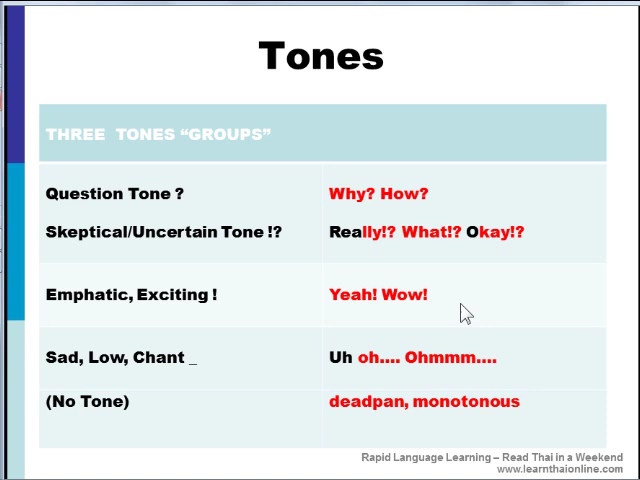 Tones
THREE TONES “GROUPS”
Question Tone ? Why? How?
Skeptical/Uncertain Tone !? Really!? What!? Okay!?
Emphatic, Exciting ! Yeah! Wow!
Sad, Low, Chant _ Uh oh.... Ohmmm....
(No Tone) deadpan, monotonous
Rapid Language Learning – Read Thai in a Weekend
www.learnthaionline.com